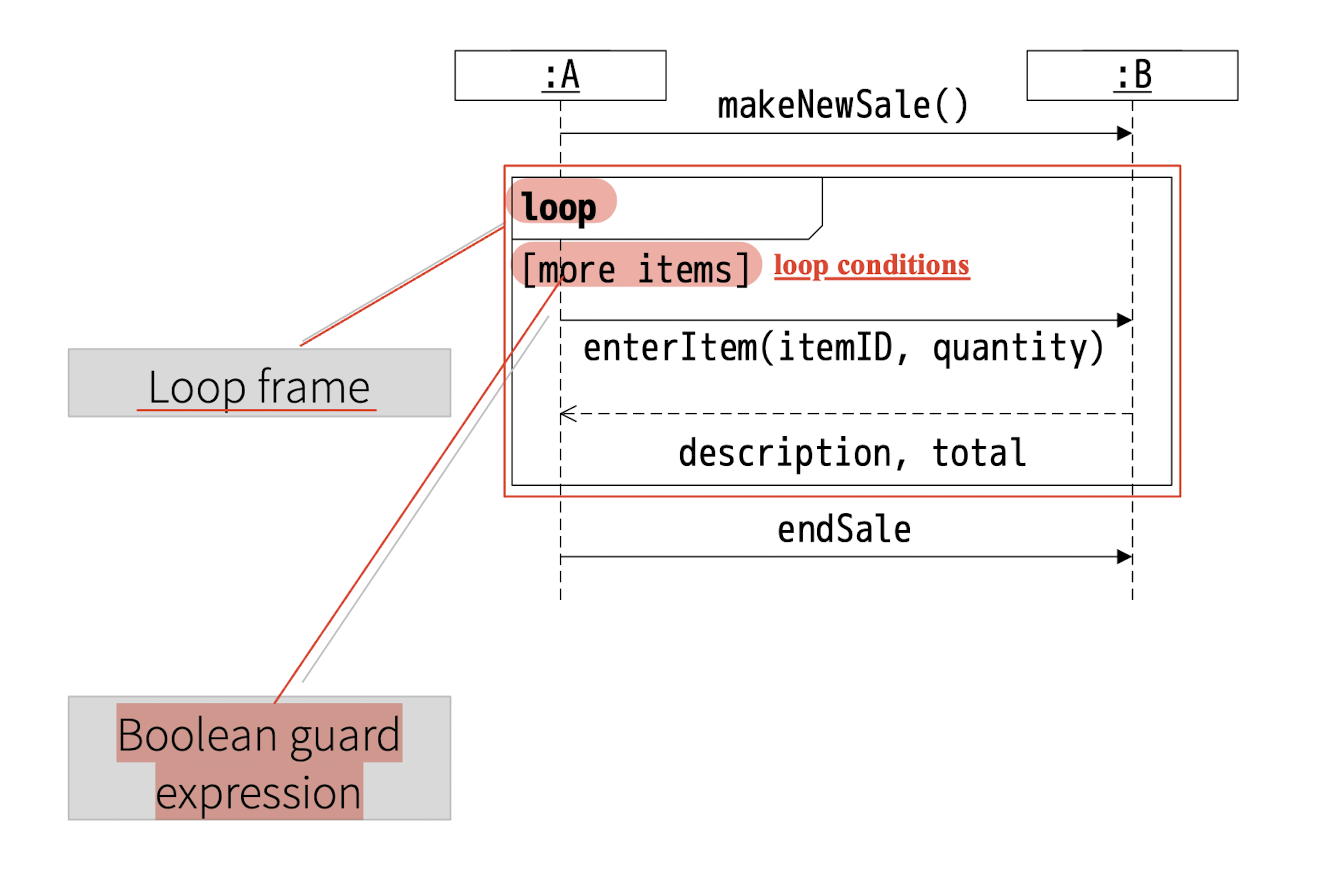 :A
:B
makeNewSale()
loop
[more items]
loop conditions
enterItem(itemID, quantity)
Loop frame
description, total
endSale
Boolean guard
expression